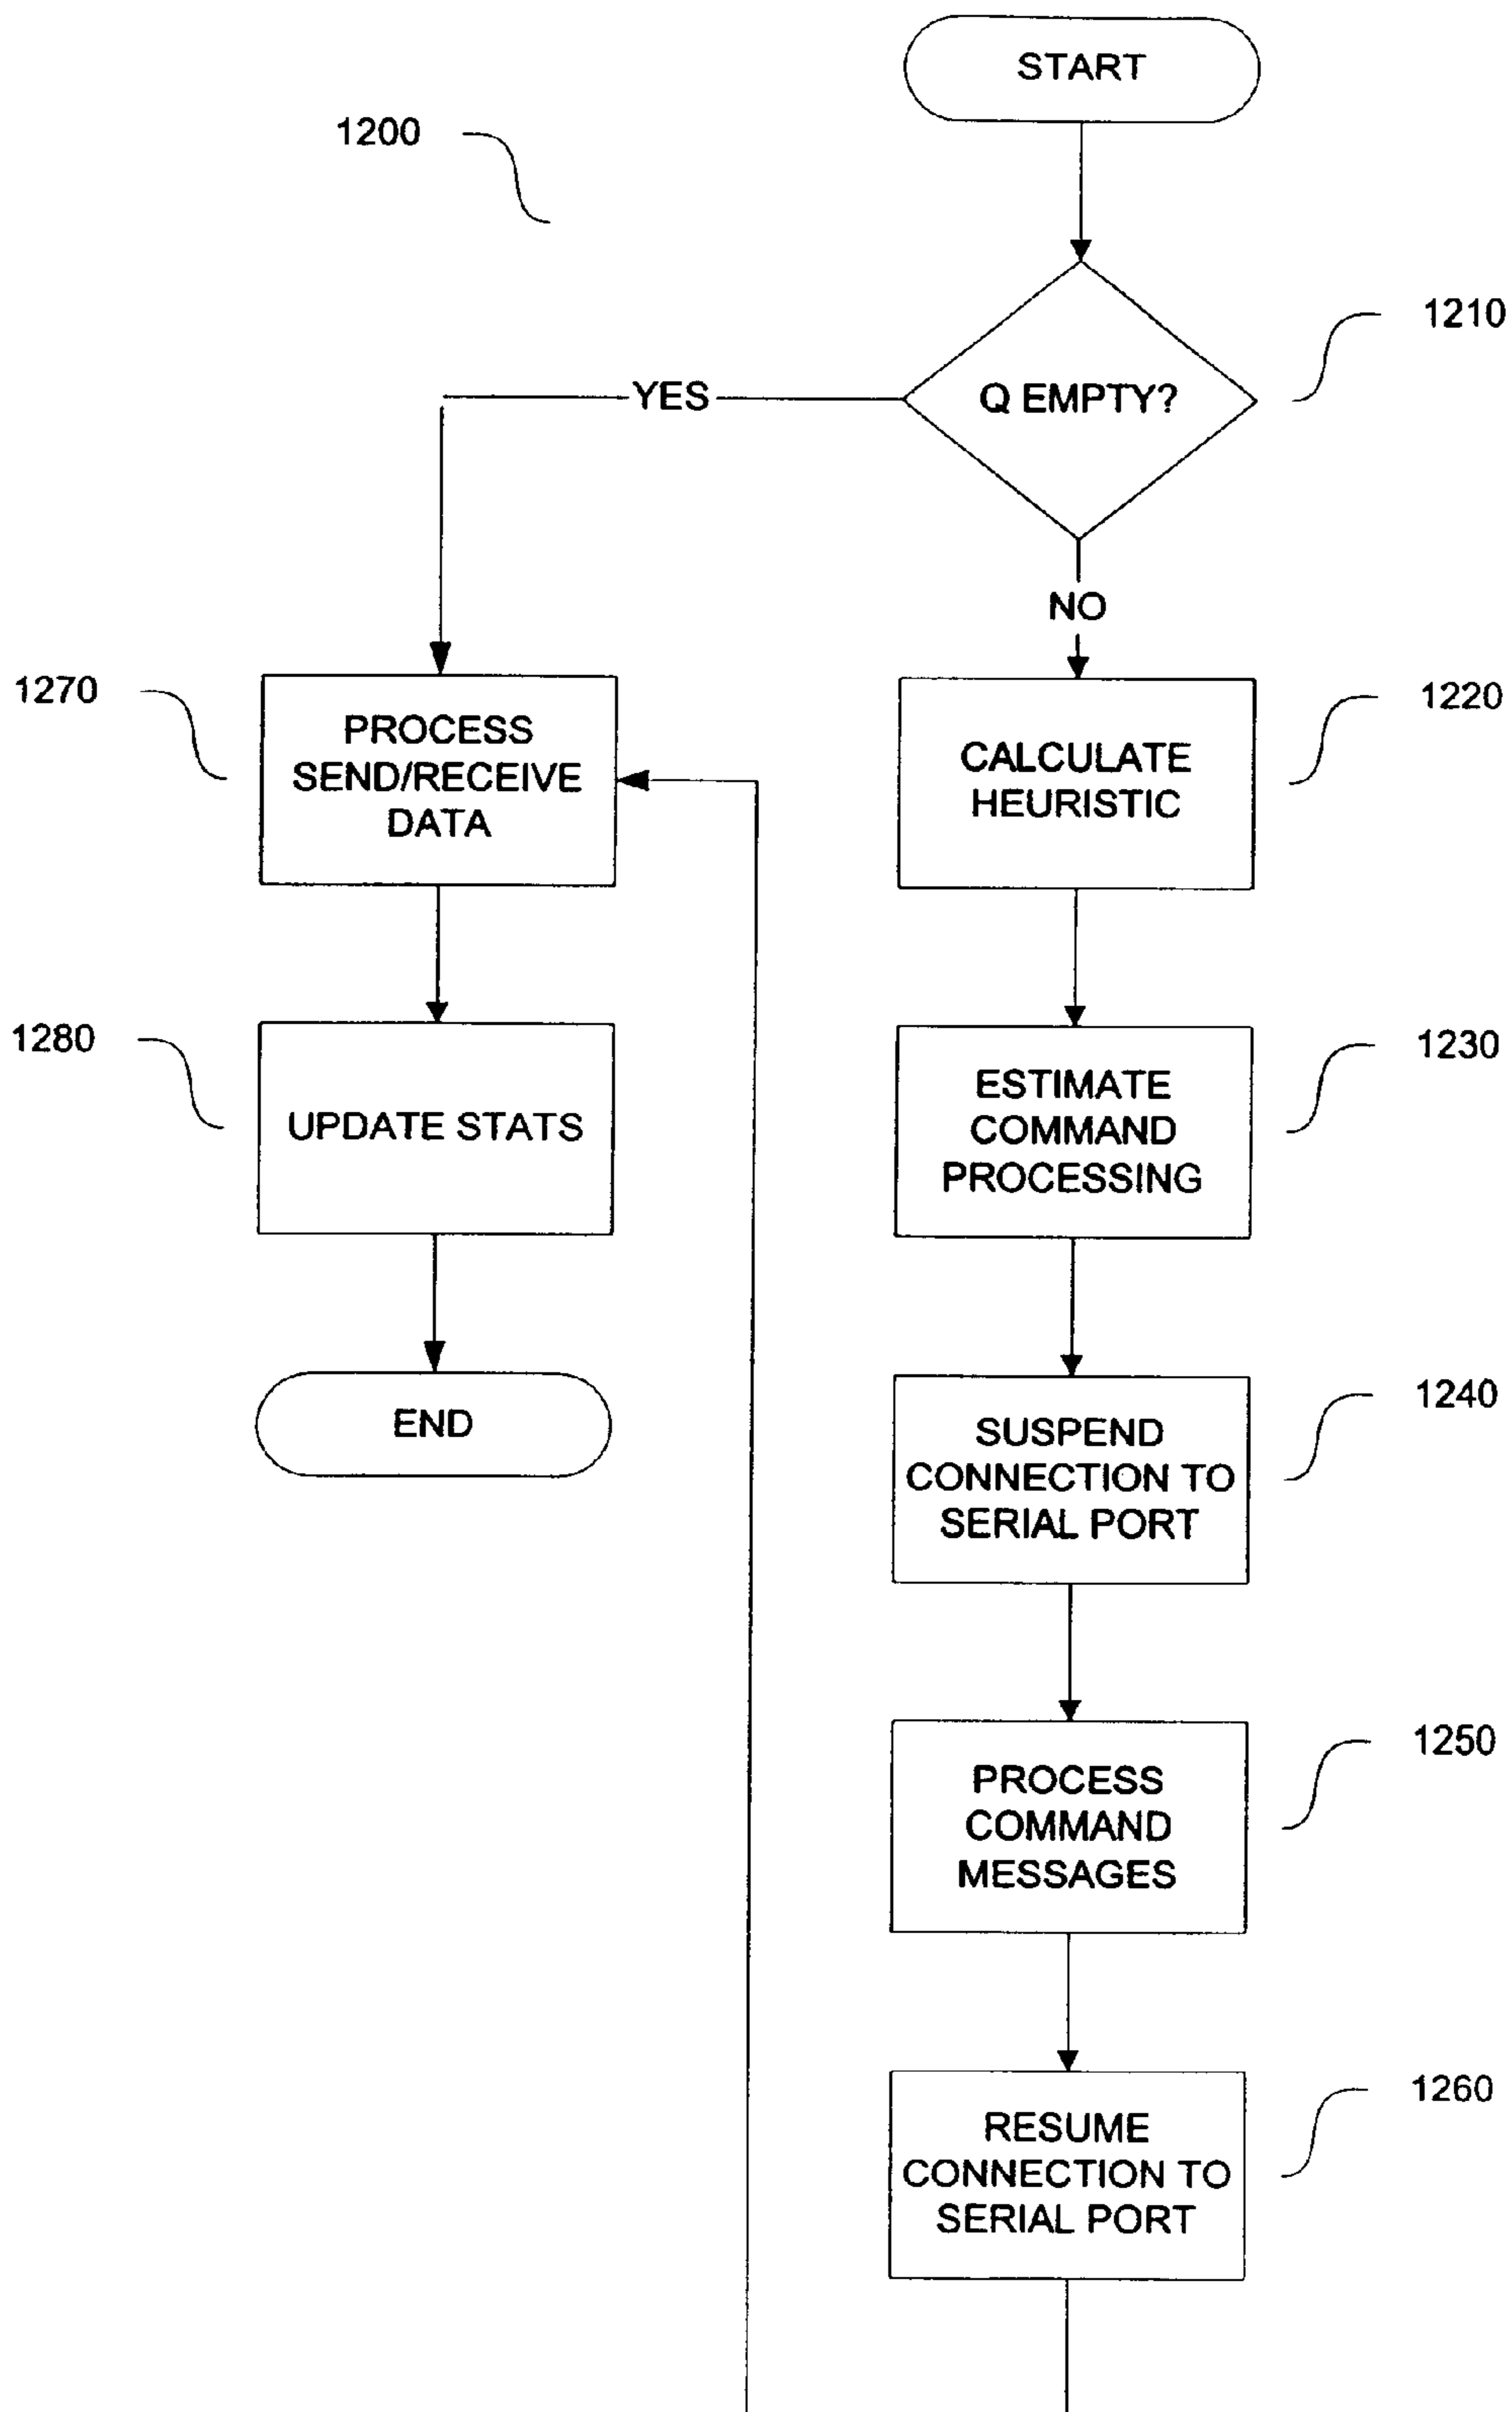 START
1200
1210
Q EMPTY?
YES
NO
1270
PROCESS
SEND/RECEIVE
DATA
1220
CALCULATE
HEURISTIC
1280
UPDATE STATS
1230
ESTIMATE
COMMAND
PROCESSING
END
1240
SUSPEND
CONNECTION TO
SERIAL PORT
1250
PROCESS
COMMAND
MESSAGES
1260
RESUME
CONNECTION TO
SERIAL PORT